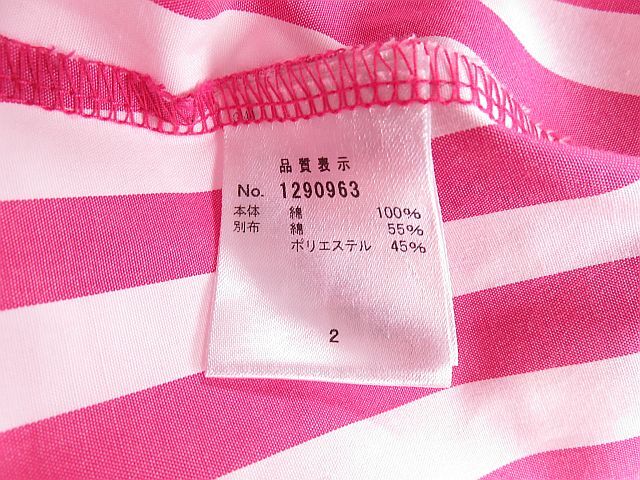 品質表示
No. 1290963
本体 綿 100%
別布 綿 55%
ポリエステル 45%
2